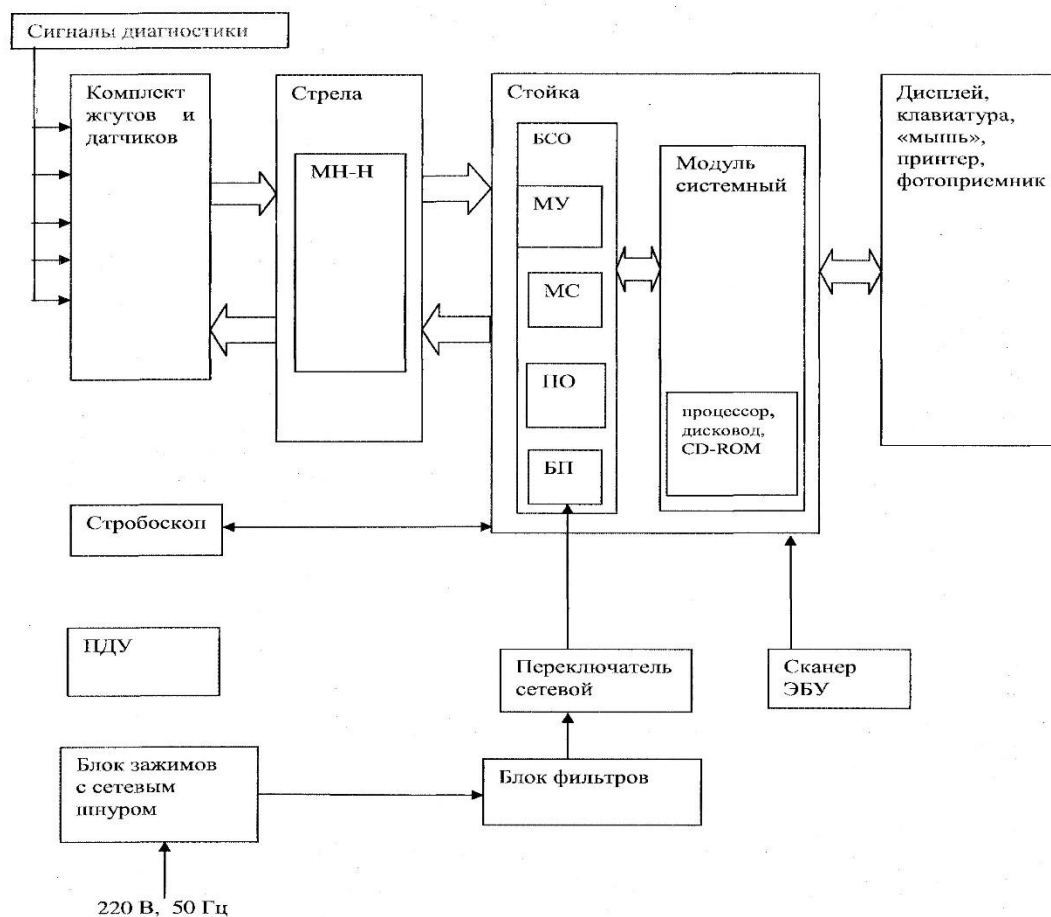 Сигналы диагностики
Комплект
жгутов и
датчиков
Стрела
МН-Н
Стойка
БСО
МУ
МС
ПО
БП
Модуль
системный
процессор,
дисковод,
CD-ROM
Дисплей,
клавиатура,
«мышь»,
принтер,
фотоприемник
Стробоскоп
ПДУ
Переключатель
сетевой
Сканер
ЭБУ
Блок зажимов
с сетевым
шнуром
Блок фильтров
220 В, 50 Гц